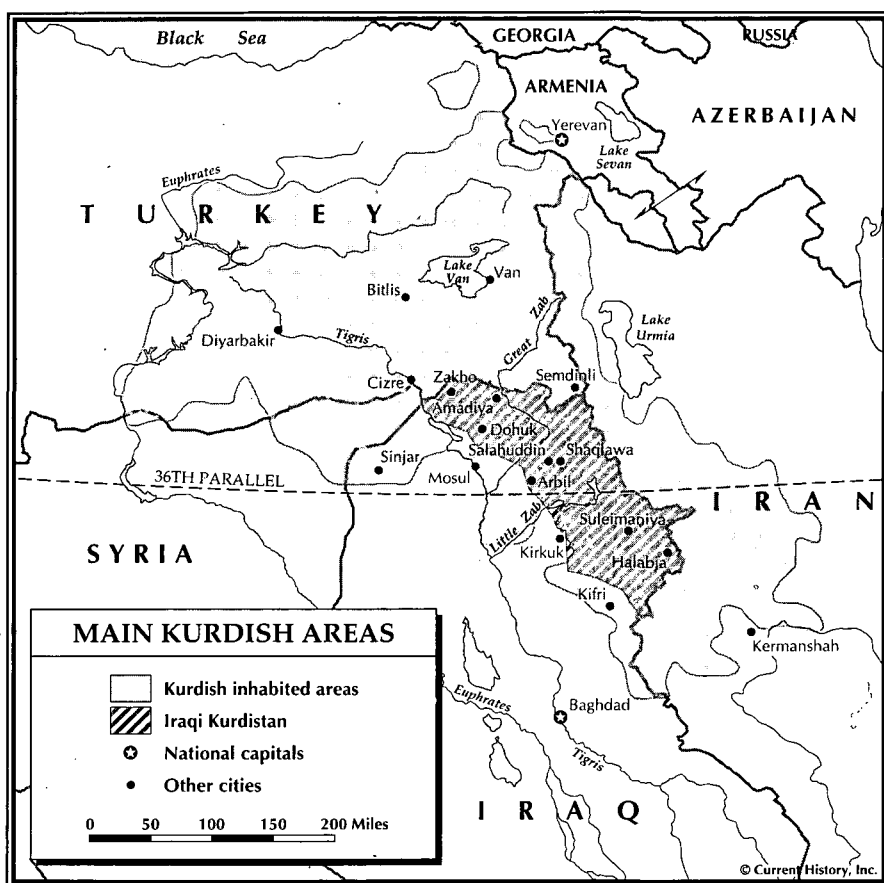 Black Sea
GEORGIA
RUSSIA
ARMENIA
AZERBAIJAN
Yerevan
Lake
Sevan
Euphrates
TURKEY
Lake
Van
Van
Bitlis
Great Zab
Lake
Urmia
Diyarbakir
Tigris
Cizre
Zakho
Semdinli
Amadiya
Dohuk
Salahuddin
Shaqlawa
Sinjar
Mosul
36TH PARALLEL
Arbil
IRAN
Little Zab
Suleimaniya
SYRIA
Kirkuk
Halabja
Kifri
MAIN KURDISH AREAS
Kermanshah
Kurdish inhabited areas
Iraqi Kurdistan
Euphrates
Baghdad
National capitals
Tigris
Other cities
IRAQ
0 50 100 150 200 Miles
© Current History, Inc.